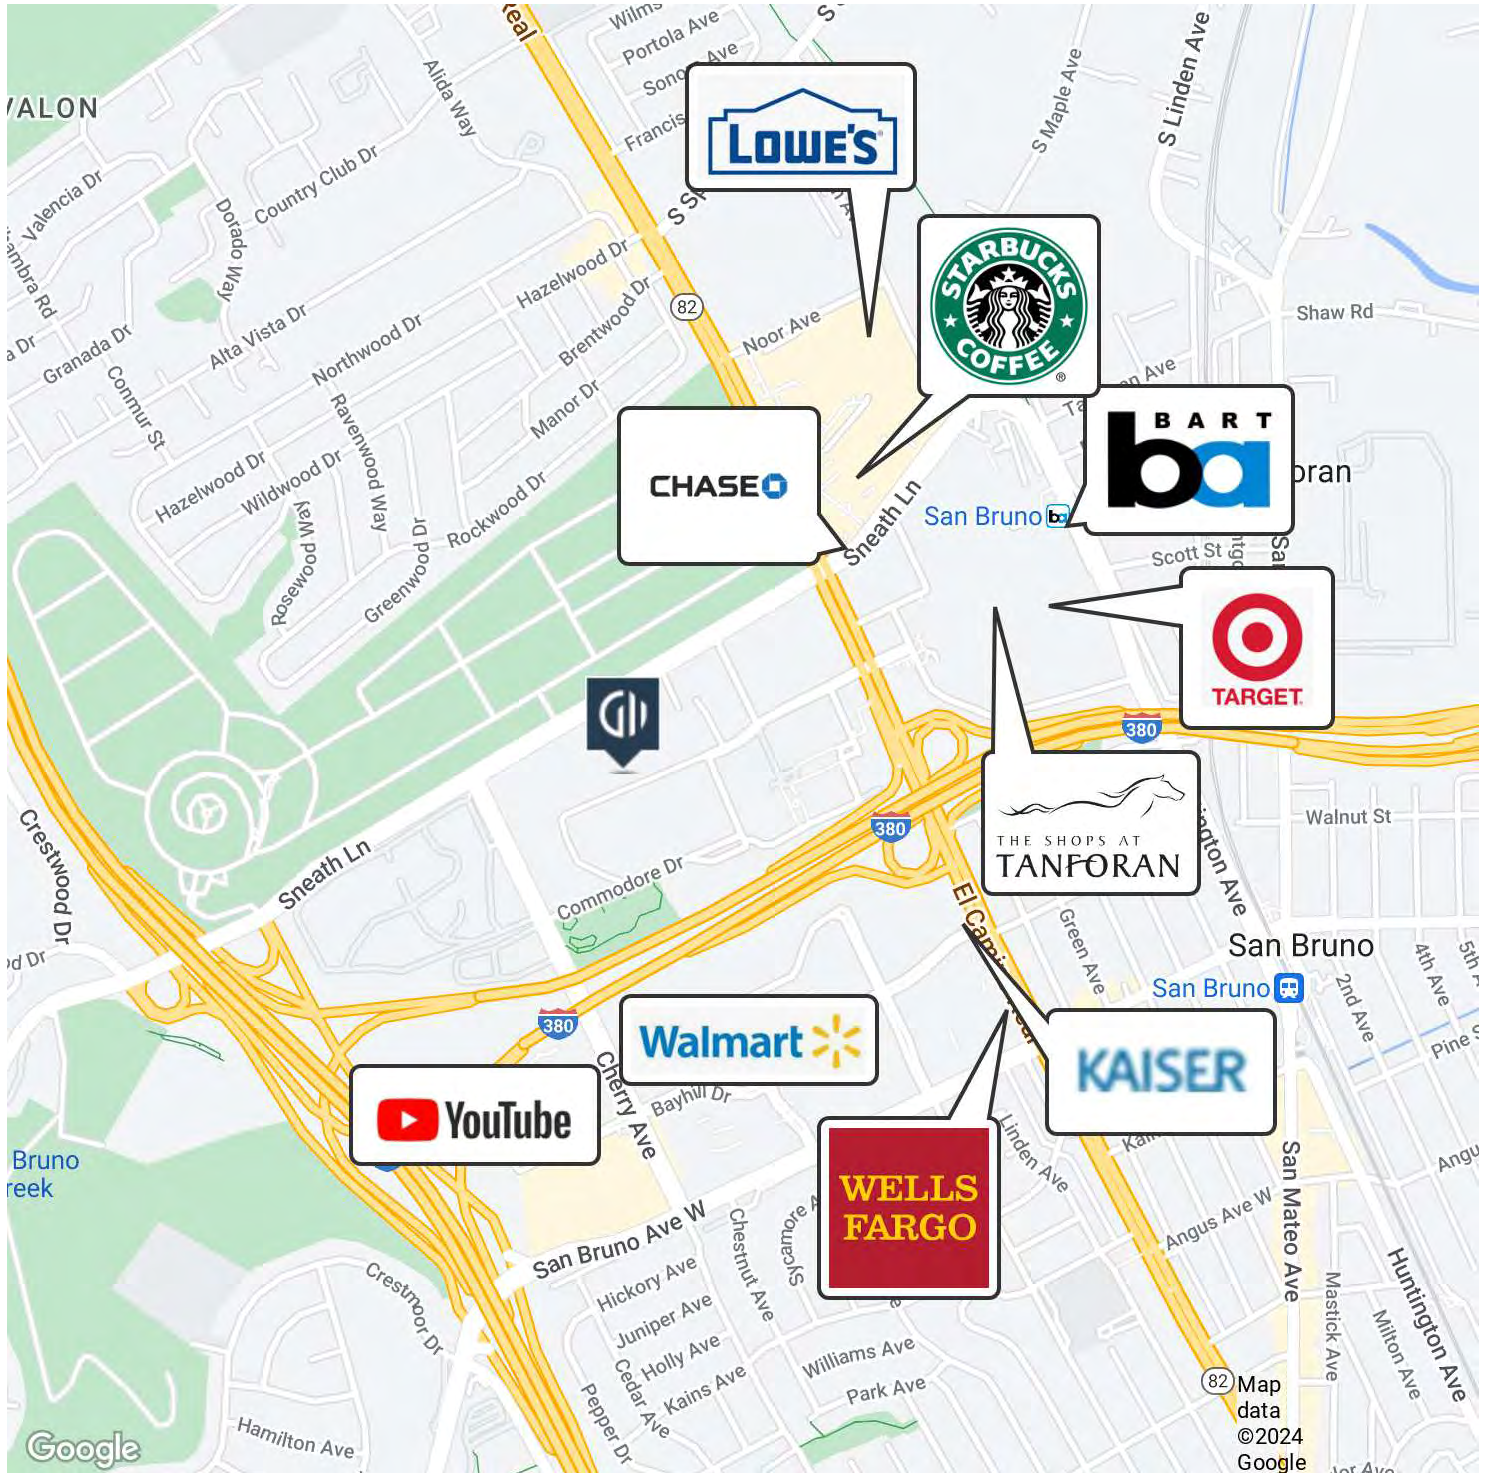 Real
Portola Ave
S Maple Ave
S Linden Ave
VALON
Alida Way
LOWE'S
Country Club Dr
Valencia Dr
Dorado Way
Hazelwood Dr
STARBUCKS
COFFEE
®
82
Noor Ave
Shaw Rd
Brentwood Dr
Alta Vista Dr
Northwood Dr
Granada Dr
Conmur St
Manor Dr
Ravenwood Way
BART
ba
CHASE
Hazelwood Dr
Wildwood Dr
Rockwood Dr
Sneath Ln
San Bruno
ba
oran
Rosewood Way
Greenwood Dr
Scott St
TARGET
GW
380
380
THE SHOPS AT
TANFORAN
Walnut St
Crestwood Dr
Sneath Ln
Commodore Dr
Green Ave
San Bruno
San Bruno
4th Ave
5th A
2nd Ave
Pine S
380
Walmart
KAISER
YouTube
Cherry Ave
Bayhill Dr
Linden Ave
WELLS
FARGO
Bruno
reek
San Mateo Ave
Angus Ave W
San Bruno Ave W
Chestnut Ave
Sycamore A
Hickory Ave
Juniper Ave
Holly Ave
Kains Ave
Cedar Ave
Pepper Dr
Crestmoor Dr
Williams Ave
Park Ave
Mastick Ave
Milton Ave
Huntington Ave
Hamilton Ave
82
Map
data
©2024
Google
Google